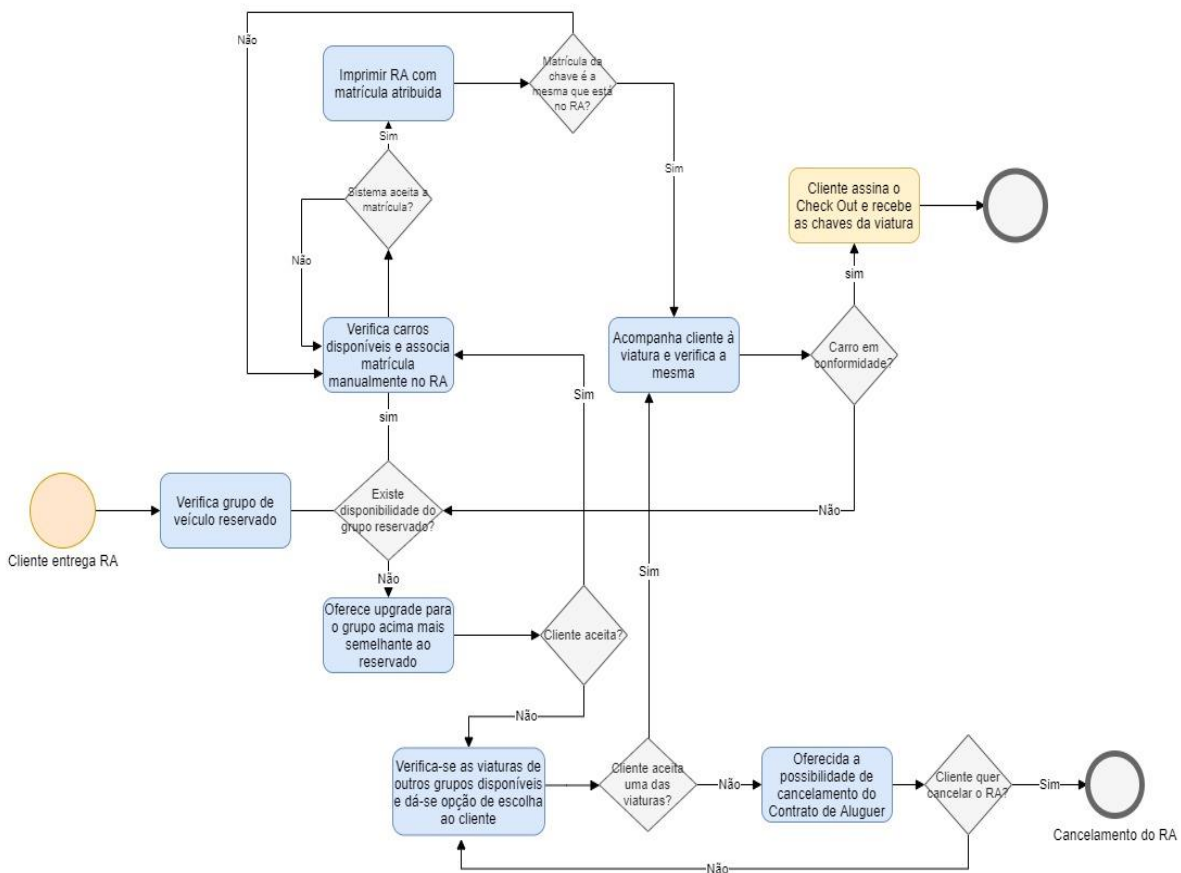 Não
Imprimir RA com
matrícula atribuida
Matrícula da
chave é a
mesma que está
no RA?
Não
Sim
Sistema aceita a
matrícula?
Não
Sim
Cliente assina o
Check Out e recebe
as chaves da viatura
sim
Verifica carros
disponíveis e associa
matrícula
manualmente no RA
Acompanha cliente à
viatura e verifica a
mesma
Carro em
conformidade?
Sim
sim
Verifica grupo de
veículo reservado
Existe
disponibilidade do
grupo reservado?
Não
Cliente entrega RA
Não
Sim
Oferece upgrade para
o grupo acima mais
semelhante ao
reservado
Cliente aceita?
Não
Verifica-se as viaturas de
outros grupos disponíveis
e dá-se opção de escolha
ao cliente
Cliente aceita
uma das
viaturas?
Não
Oferecida a
possibilidade de
cancelamento do
Contrato de Aluguer
Cliente quer
cancelar o RA?
Sim
Cancelamento do RA
Não